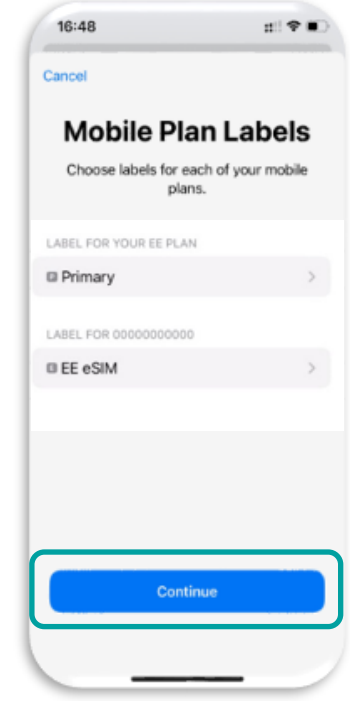 16:48
Cancel
Mobile Plan Labels
Choose labels for each of your mobile
plans.
LABEL FOR YOUR EE PLAN
P Primary
LABEL FOR 00000000000
E EE eSIM
Continue